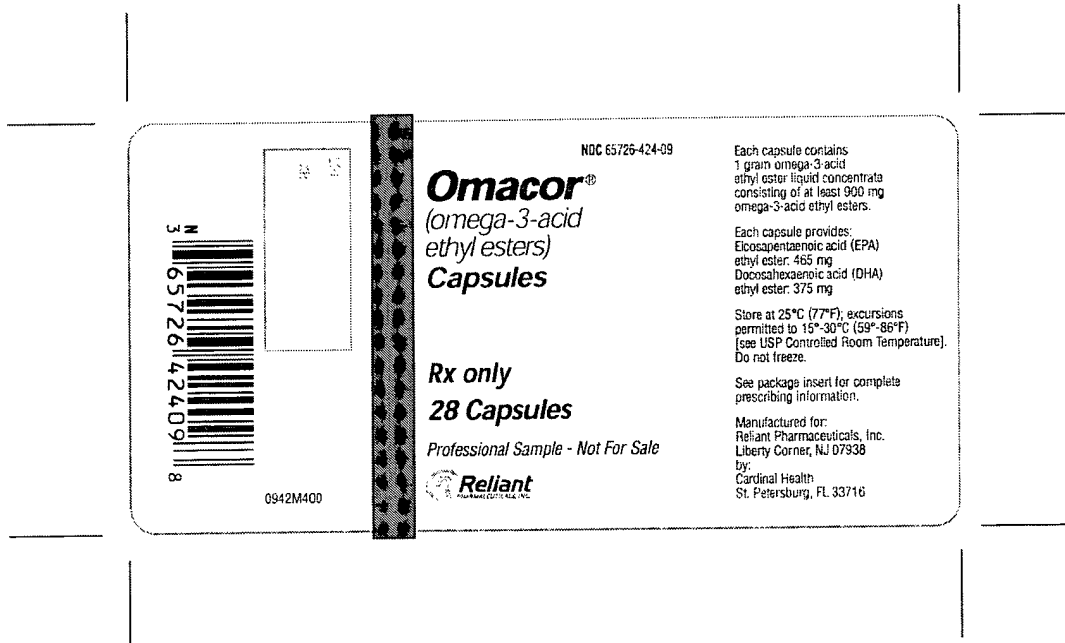 N
3
65726 42409
8
0942M400
NDC 65726-424-09
Omacor®
(omega-3-acid
ethyl esters)
Capsules
Rx only
28 Capsules
Professional Sample - Not For Sale
Reliant
PHARMACEUTICALS, INC.
Each capsule contains
1 gram omega-3-acid
ethyl ester liquid concentrate
consisting of at least 900 mg
omega-3-acid ethyl esters.
Each capsule provides:
Eicosapentaenoic acid (EPA)
ethyl ester: 465 mg
Docosahexaenoic acid (DHA)
ethyl ester: 375 mg
Store at 25°C (77°F); excursions
permitted to 15°-30°C (59°-86°F)
[see USP Controlled Room Temperature].
Do not freeze.
See package insert for complete
prescribing information.
Manufactured for:
Reliant Pharmaceuticals, Inc.
Liberty Corner, NJ 07938
by:
Cardinal Health
St. Petersburg, FL 33716